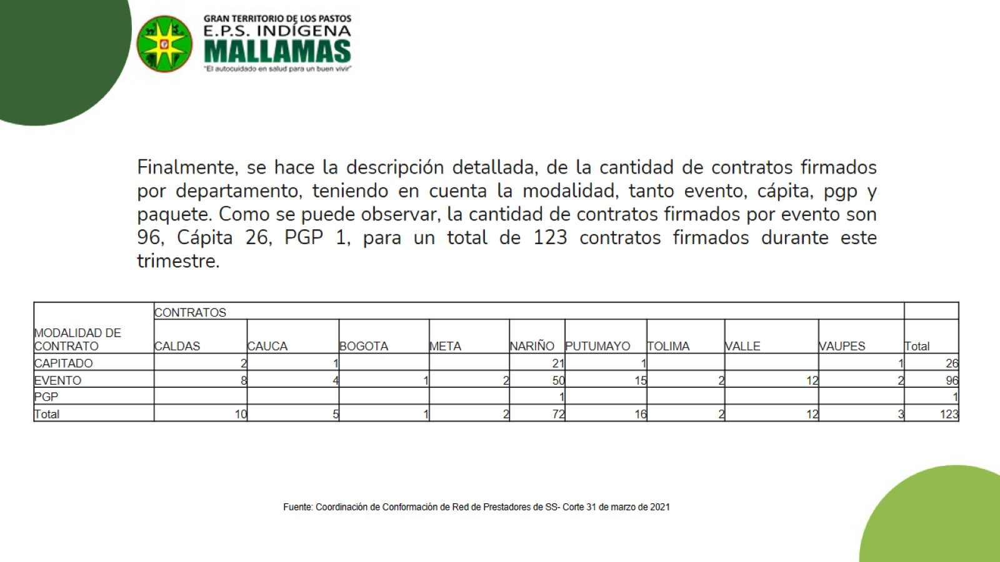 GRAN TERRITORIO DE LOS PASTOS
E.P.S. INDÍGENA
MALLAMAS
"El autocuidado en salud para un buen vivir"
Finalmente, se hace la descripción detallada, de la cantidad de contratos firmados
por departamento, teniendo en cuenta la modalidad, tanto evento, cápita, pgp y
paquete. Como se puede observar, la cantidad de contratos firmados por evento son
96, Cápita 26, PGP 1, para un total de 123 contratos firmados durante este
trimestre.
CONTRATOS
MODALIDAD DE
CONTRATO CALDAS CAUCA BOGOTA META NARIÑO PUTUMAYO TOLIMA VALLE VAUPES Total
CAPITADO 2 1 21 1 1 26
EVENTO 8 4 1 2 50 15 2 12 2 96
PGP 1 1
Total 10 5 1 2 72 16 2 12 3 123
Fuente: Coordinación de Conformación de Red de Prestadores de SS- Corte 31 de marzo de 2021